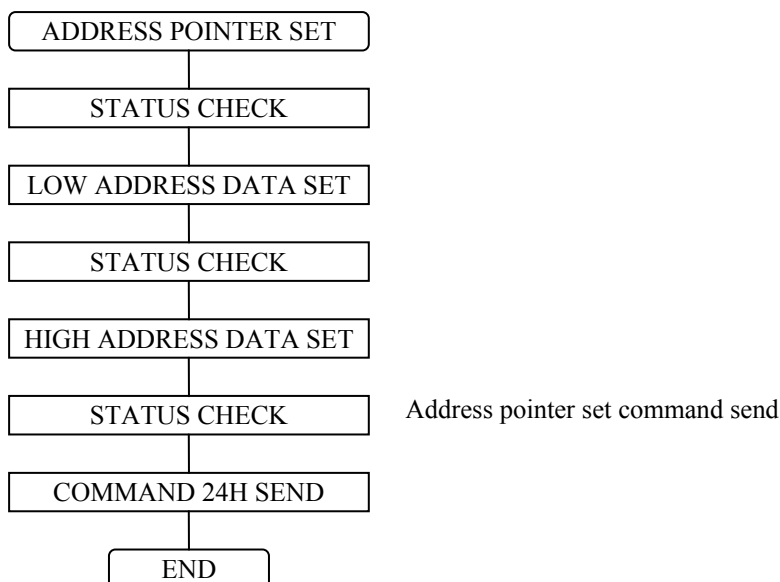 ADDRESS POINTER SET
STATUS CHECK
LOW ADDRESS DATA SET
STATUS CHECK
HIGH ADDRESS DATA SET
STATUS CHECK
Address pointer set command send
COMMAND 24H SEND
END